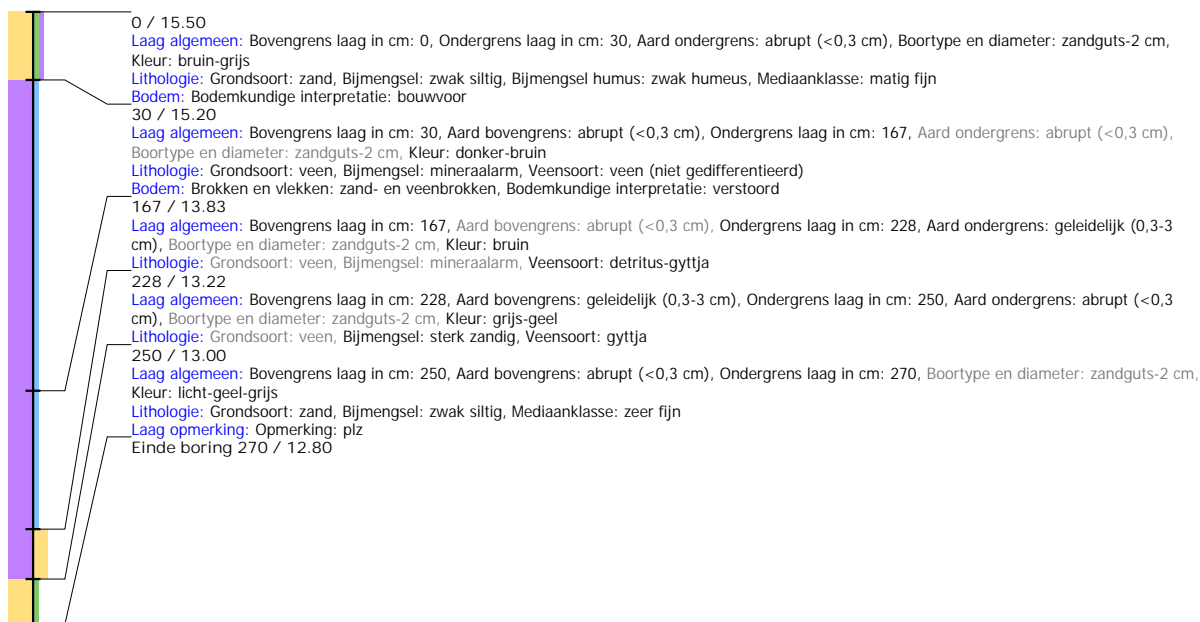 0 / 15.50
Laag algemeen: Bovengrens laag in cm: 0, Ondergrens laag in cm: 30, Aard ondergrens: abrupt (<0,3 cm), Boortype en diameter: zandguts-2 cm,
Kleur: bruin-grijs
Lithologie: Grondsoort: zand, Bijmengsel: zwak siltig, Bijmengsel humus: zwak humeus, Mediaanklasse: matig fijn
Bodem: Bodemkundige interpretatie: bouwvoor
30 / 15.20
Laag algemeen: Bovengrens laag in cm: 30, Aard bovengrens: abrupt (<0,3 cm), Ondergrens laag in cm: 167, Aard ondergrens: abrupt (<0,3 cm),
Boortype en diameter: zandguts-2 cm, Kleur: donker-bruin
Lithologie: Grondsoort: veen, Bijmengsel: mineraalarm, Veensoort: veen (niet gedifferentieerd)
Bodem: Brokken en vlekken: zand- en veenbrokken, Bodemkundige interpretatie: verstoord
167 / 13.83
Laag algemeen: Bovengrens laag in cm: 167, Aard bovengrens: abrupt (<0,3 cm), Ondergrens laag in cm: 228, Aard ondergrens: geleidelijk (0,3-3
cm), Boortype en diameter: zandguts-2 cm, Kleur: bruin
Lithologie: Grondsoort: veen, Bijmengsel: mineraalarm, Veensoort: detritus-gyttja
228 / 13.22
Laag algemeen: Bovengrens laag in cm: 228, Aard bovengrens: geleidelijk (0,3-3 cm), Ondergrens laag in cm: 250, Aard ondergrens: abrupt (<0,3
cm), Boortype en diameter: zandguts-2 cm, Kleur: grijs-geel
Lithologie: Grondsoort: veen, Bijmengsel: sterk zandig, Veensoort: gyttja
250 / 13.00
Laag algemeen: Bovengrens laag in cm: 250, Aard bovengrens: abrupt (<0,3 cm), Ondergrens laag in cm: 270, Boortype en diameter: zandguts-2 cm,
Kleur: licht-geel-grijs
Lithologie: Grondsoort: zand, Bijmengsel: zwak siltig, Mediaanklasse: zeer fijn
Laag opmerking: Opmerking: plz
Einde boring 270 / 12.80